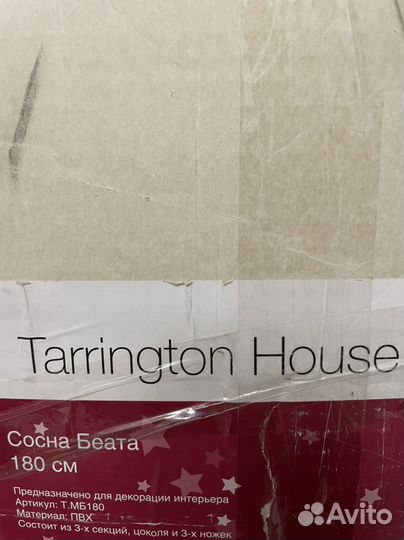 Tarrington House
Сосна Беата
180 см
Предназначено для декорации интерьера
Артикул: Т.МБ180
Материал: ПВХ
Состоит из 3-х секций, цоколя и 3-х ножек
Avito